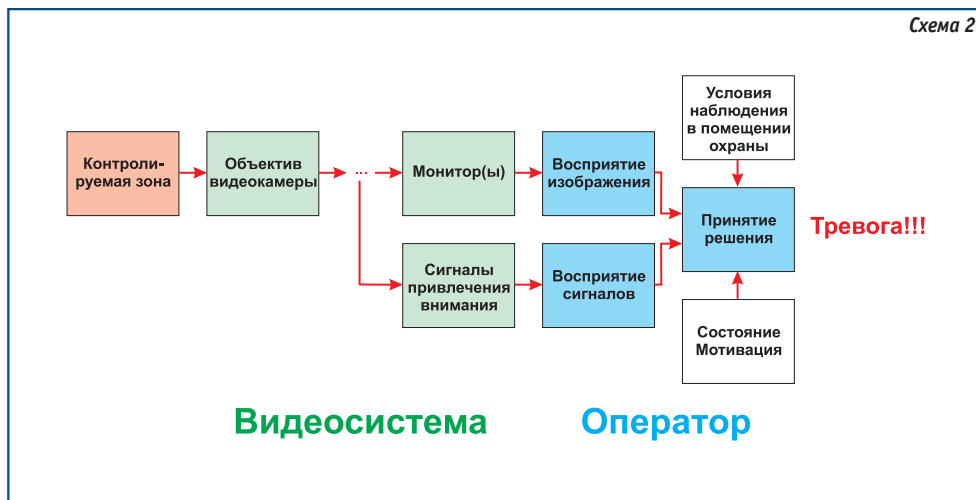 Схема 2
Контроли-
руемая зона
Объектив
видеокамеры
...
Монитор(ы)
Восприятие
изображения
Условия
наблюдения
в помещении
охраны
Принятие
решения
Тревога!!!
Сигналы
привлечения
внимания
Восприятие
сигналов
Состояние
Мотивация
Видеосистема
Оператор